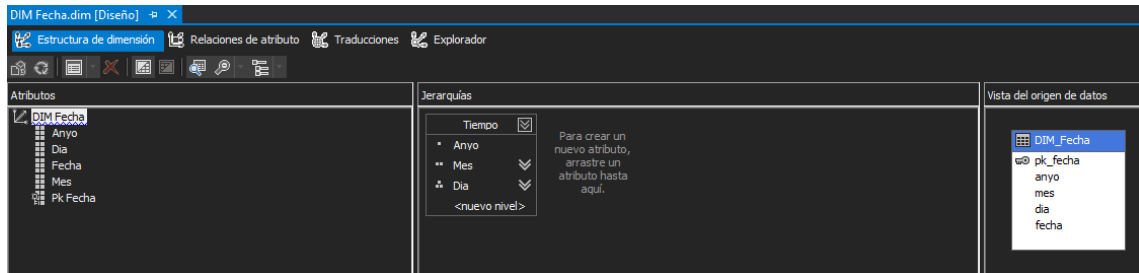 DIM Fecha.dim [Diseño]
Estructura de dimensión Relaciones de atributo Traducciones Explorador
Atributos
DIM Fecha
Anyo
Dia
Fecha
Mes
Pk Fecha
Jerarquías
Tiempo
Anyo
Mes
Dia
<nuevo nivel>
Para crear un
nuevo atributo,
arrastre un
atributo hasta
aquí.
Vista del origen de datos
DIM_Fecha
pk_fecha
anyo
mes
dia
fecha